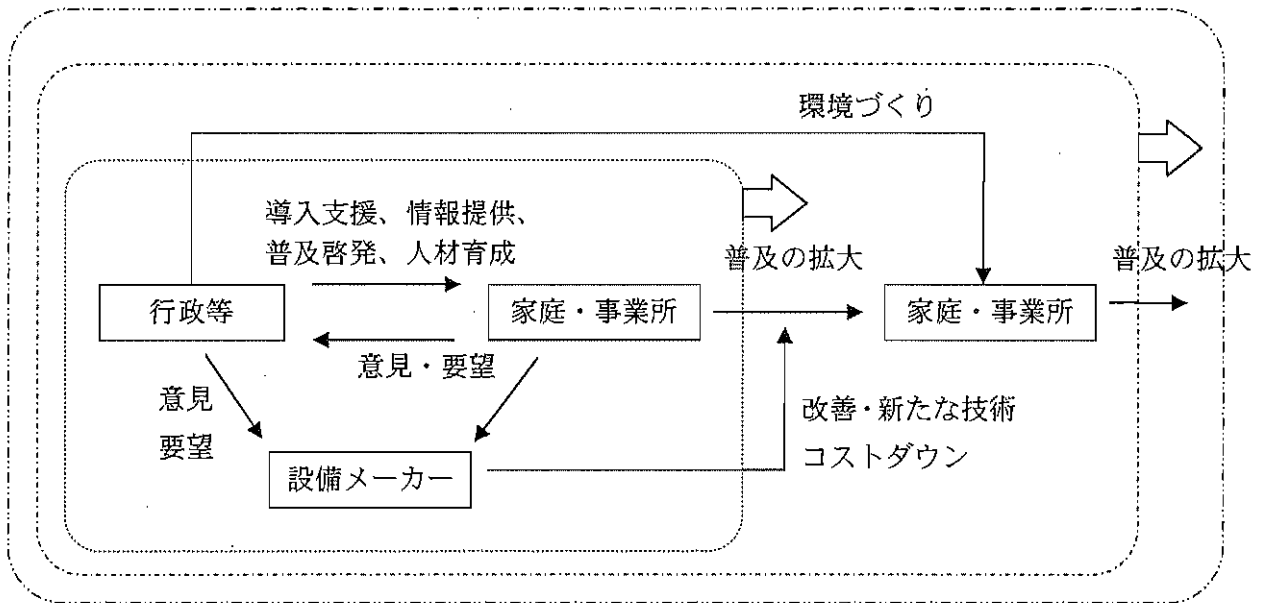 環境づくり
導入支援、情報提供、
普及啓発、人材育成
普及の拡大
普及の拡大
行政等
家庭・事業所
家庭・事業所
意見・要望
意見
要望
改善・新たな技術
コストダウン
設備メーカー